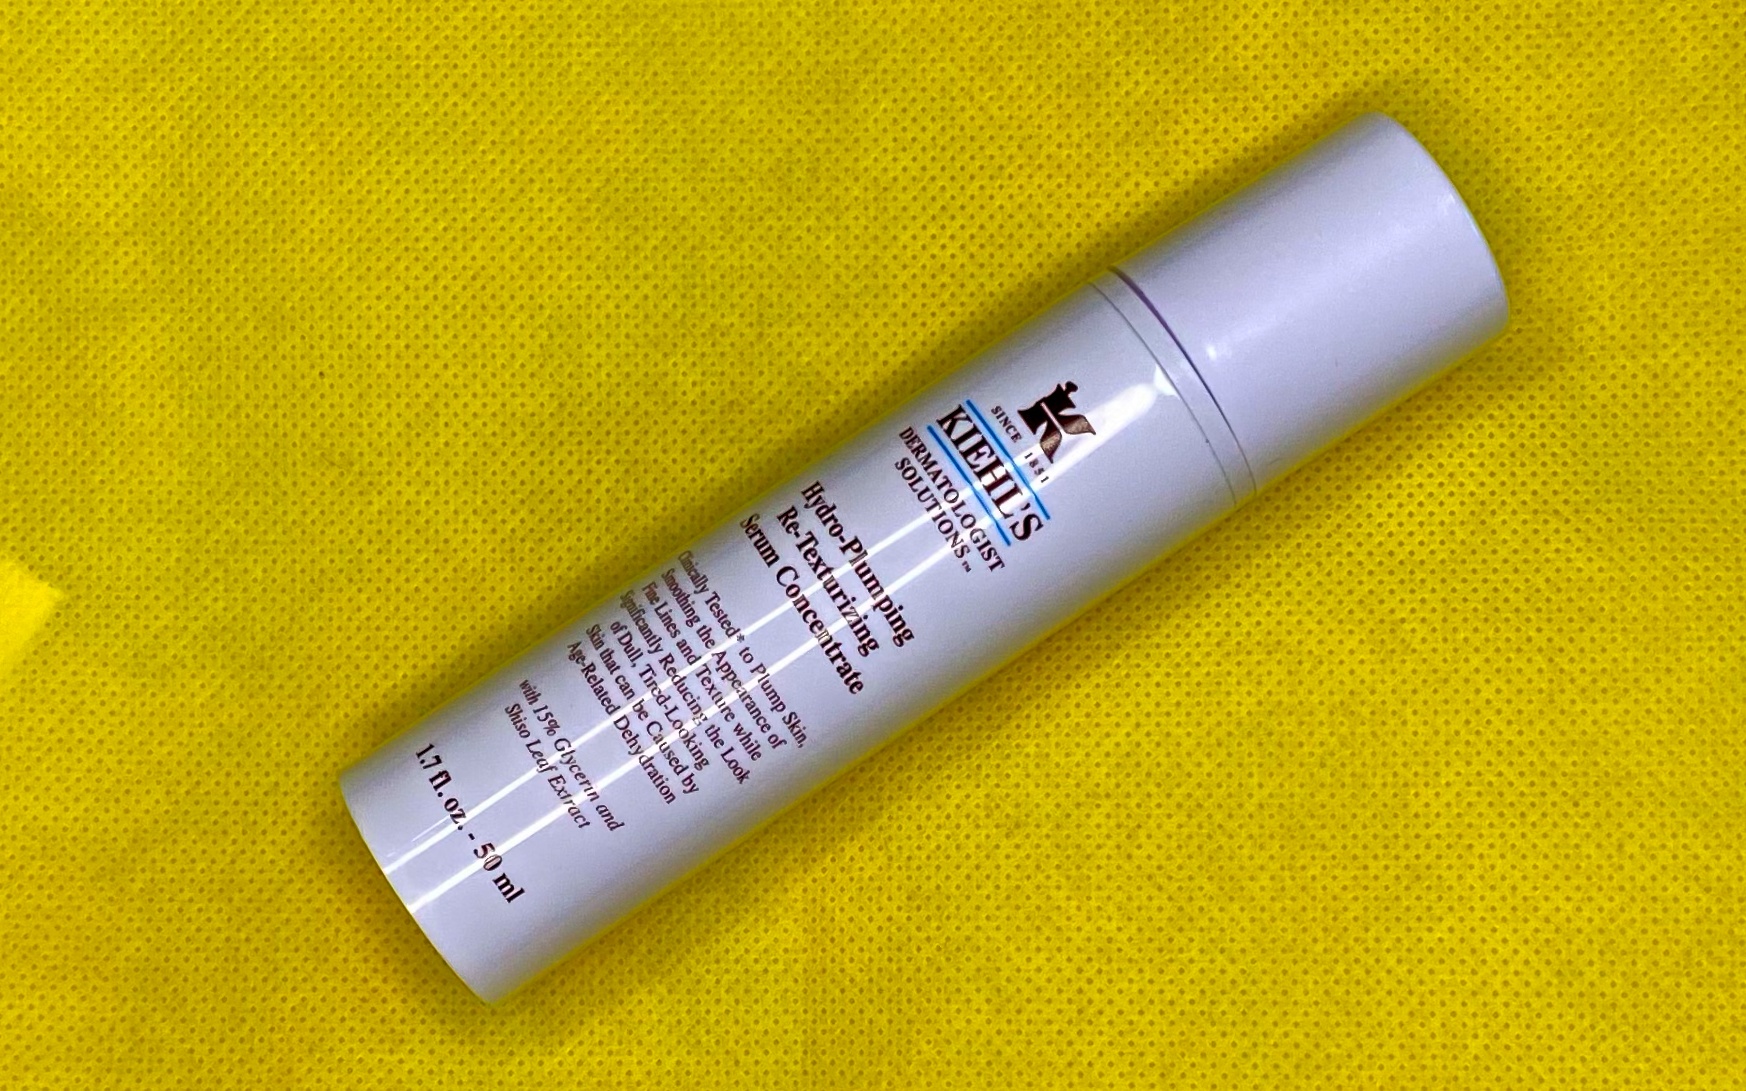 SINCE 1851
KIEHL'S
DERMATOLOGIST
SOLUTIONS™
Hydro-Plumping
Re-Texturizing
Serum Concentrate
Clinically Tested* to Plump Skin,
Smoothing the Appearance of
Fine Lines and Texture while
Significantly Reducing the Look
of Dull, Tired-Looking
Skin that can be Caused by
Age-Related Dehydration
with 15% Glycerin and
Shiso Leaf Extract
1.7 fl. oz. - 50 ml